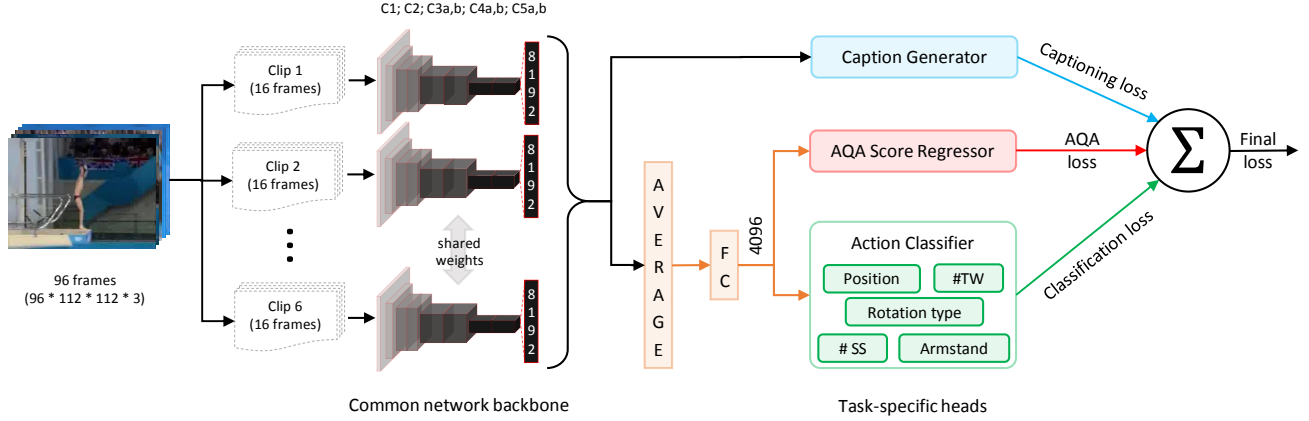 C1; C2; C3a,b; C4a,b; C5a,b
Clip 1
(16 frames)
8
1
9
2
Clip 2
(16 frames)
8
1
9
2
shared
weights
Clip 6
(16 frames)
8
1
9
2
96 frames
(96 * 112 * 112 * 3)
Common network backbone
A
V
E
R
A
G
E
F
C
4096
Caption Generator
AQA Score Regressor
Action Classifier
Position
#TW
Rotation type
# SS
Armstand
Task-specific heads
Captioning loss
AQA
loss
Classification loss
Σ
Final
loss